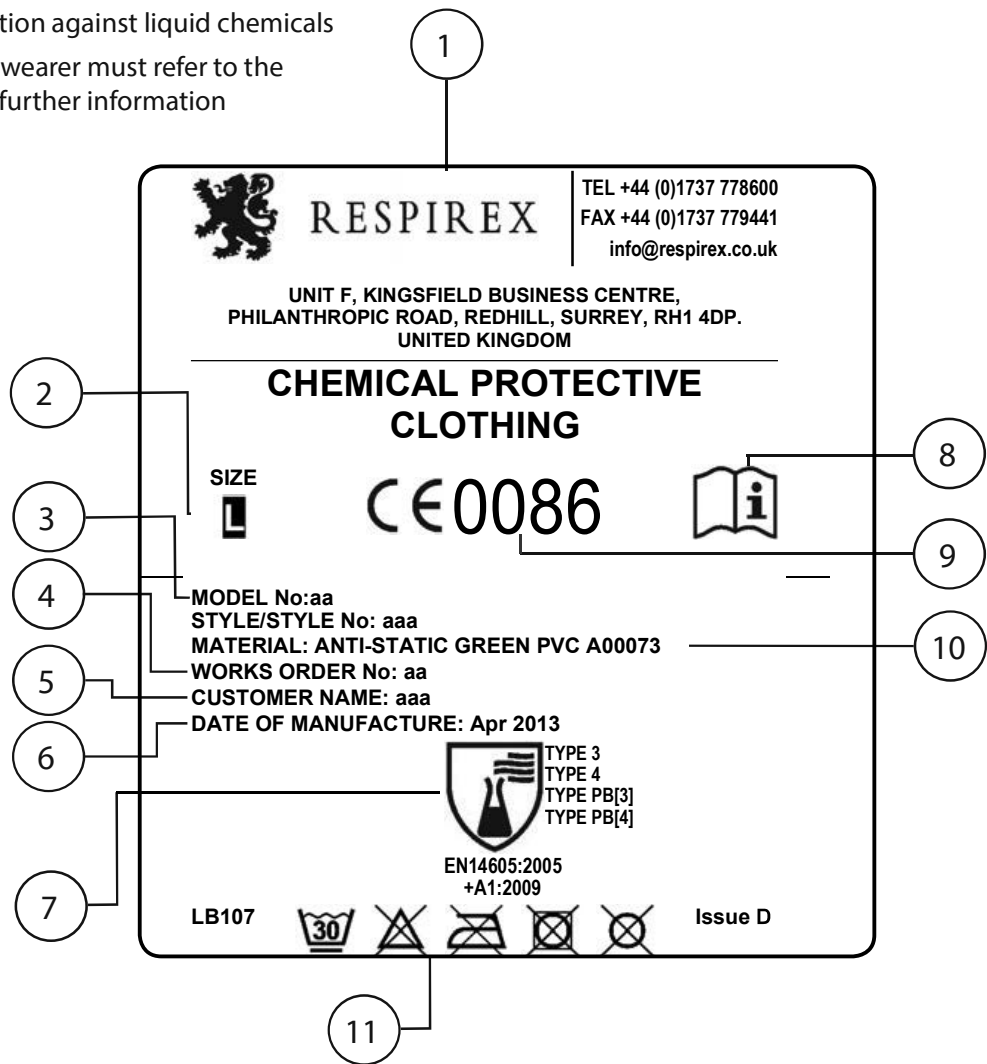 tion against liquid chemicals
wearer must refer to the
further information
1
RESPIREX
TEL +44 (0)1737 778600
FAX +44 (0)1737 779441
info@respirex.co.uk
UNIT F, KINGSFIELD BUSINESS CENTRE,
PHILANTHROPIC ROAD, REDHILL, SURREY, RH1 4DP.
UNITED KINGDOM
CHEMICAL PROTECTIVE
CLOTHING
2
SIZE
L
CE 0086
i
8
3
9
4
MODEL No:aa
STYLE/STYLE No: aaa
MATERIAL: ANTI-STATIC GREEN PVC A00073
10
WORKS ORDER No: aa
5
CUSTOMER NAME: aaa
DATE OF MANUFACTURE: Apr 2013
6
TYPE 3
TYPE 4
TYPE PB[3]
TYPE PB[4]
EN14605:2005
+A1:2009
7
LB107
30
Issue D
11